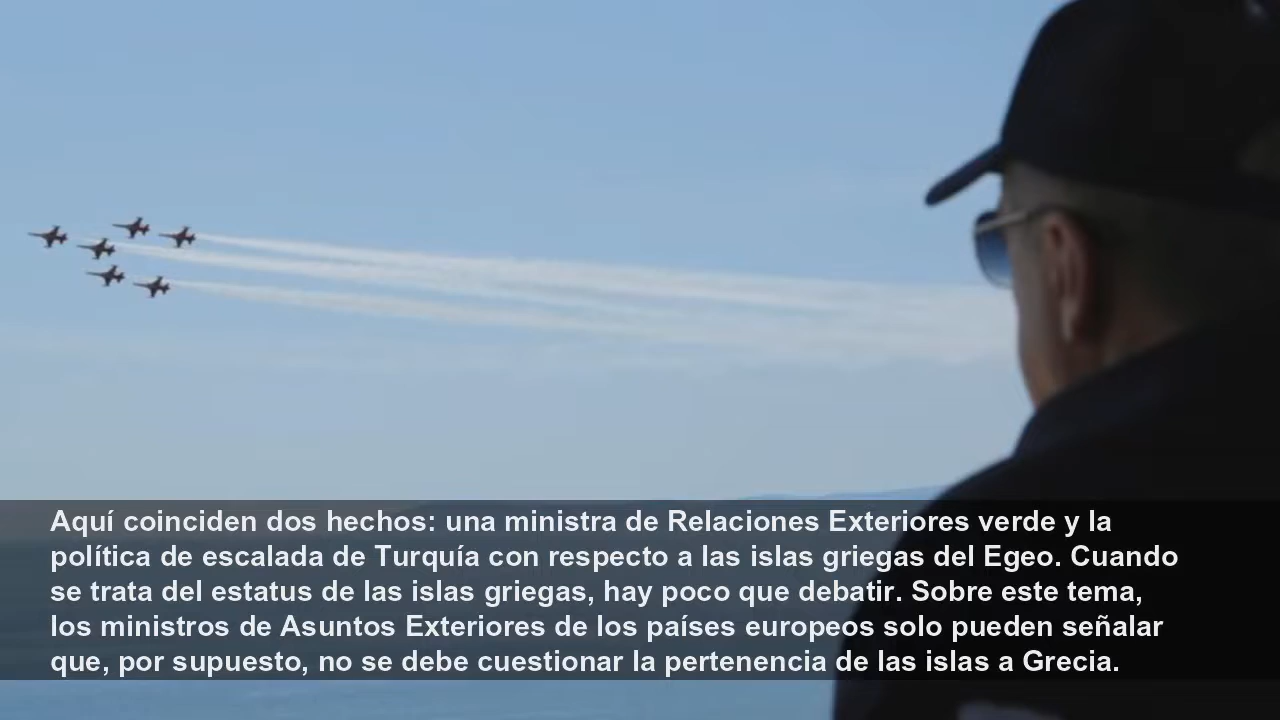 Aquí coinciden dos hechos: una ministra de Relaciones Exteriores verde y la
política de escalada de Turquía con respecto a las islas griegas del Egeo. Cuando
se trata del estatus de las islas griegas, hay poco que debatir. Sobre este tema,
los ministros de Asuntos Exteriores de los países europeos solo pueden señalar
que, por supuesto, no se debe cuestionar la pertenencia de las islas a Grecia.